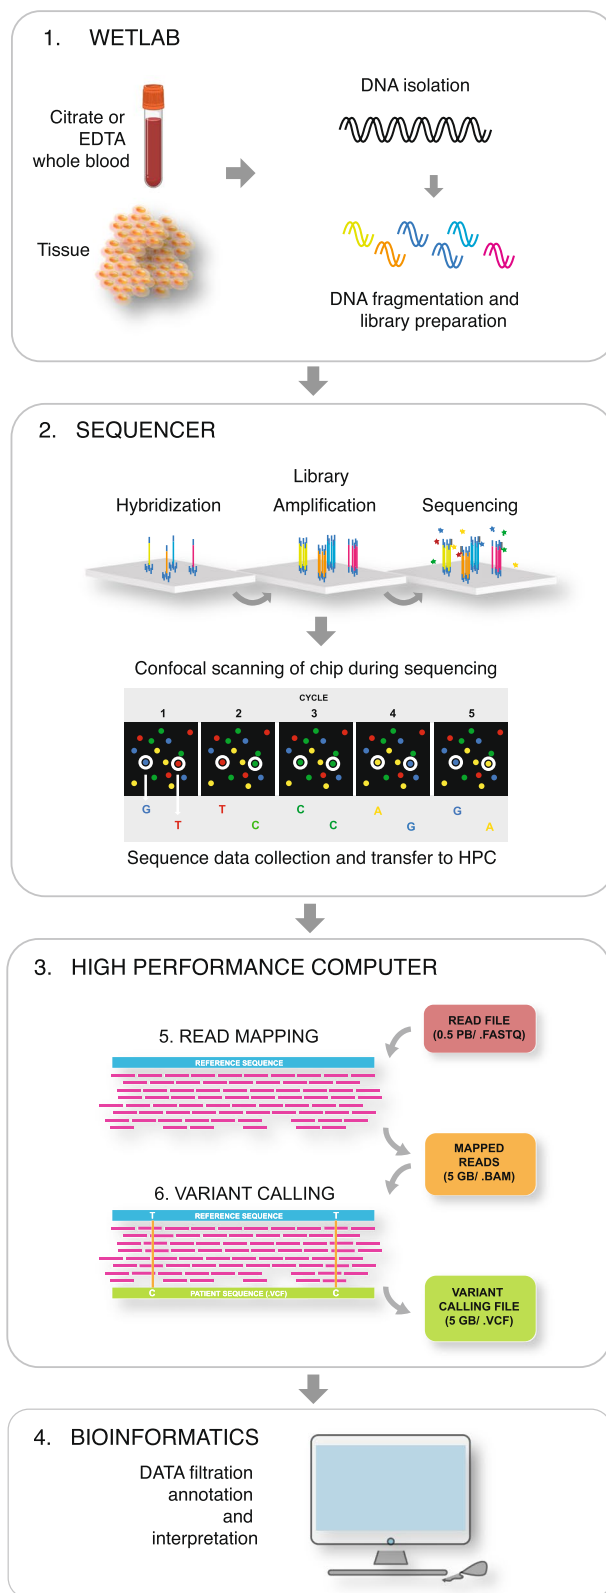 1. WETLAB
Citrate or
EDTA
whole blood
Tissue
DNA isolation
DNA fragmentation and
library preparation
2. SEQUENCER
Hybridization
Library
Amplification
Sequencing
Confocal scanning of chip during sequencing
CYCLE
1 2 3 4 5
G T C A G
T C C G A
Sequence data collection and transfer to HPC
3. HIGH PERFORMANCE COMPUTER
READ FILE
(0.5 PB/ .FASTQ)
5. READ MAPPING
REFERENCE SEQUENCE
MAPPED
READS
(5 GB/ .BAM)
6. VARIANT CALLING
T REFERENCE SEQUENCE T
C PATIENT SEQUENCE (.VCF) C
VARIANT
CALLING FILE
(5 GB/ .VCF)
4. BIOINFORMATICS
DATA filtration
annotation
and
interpretation